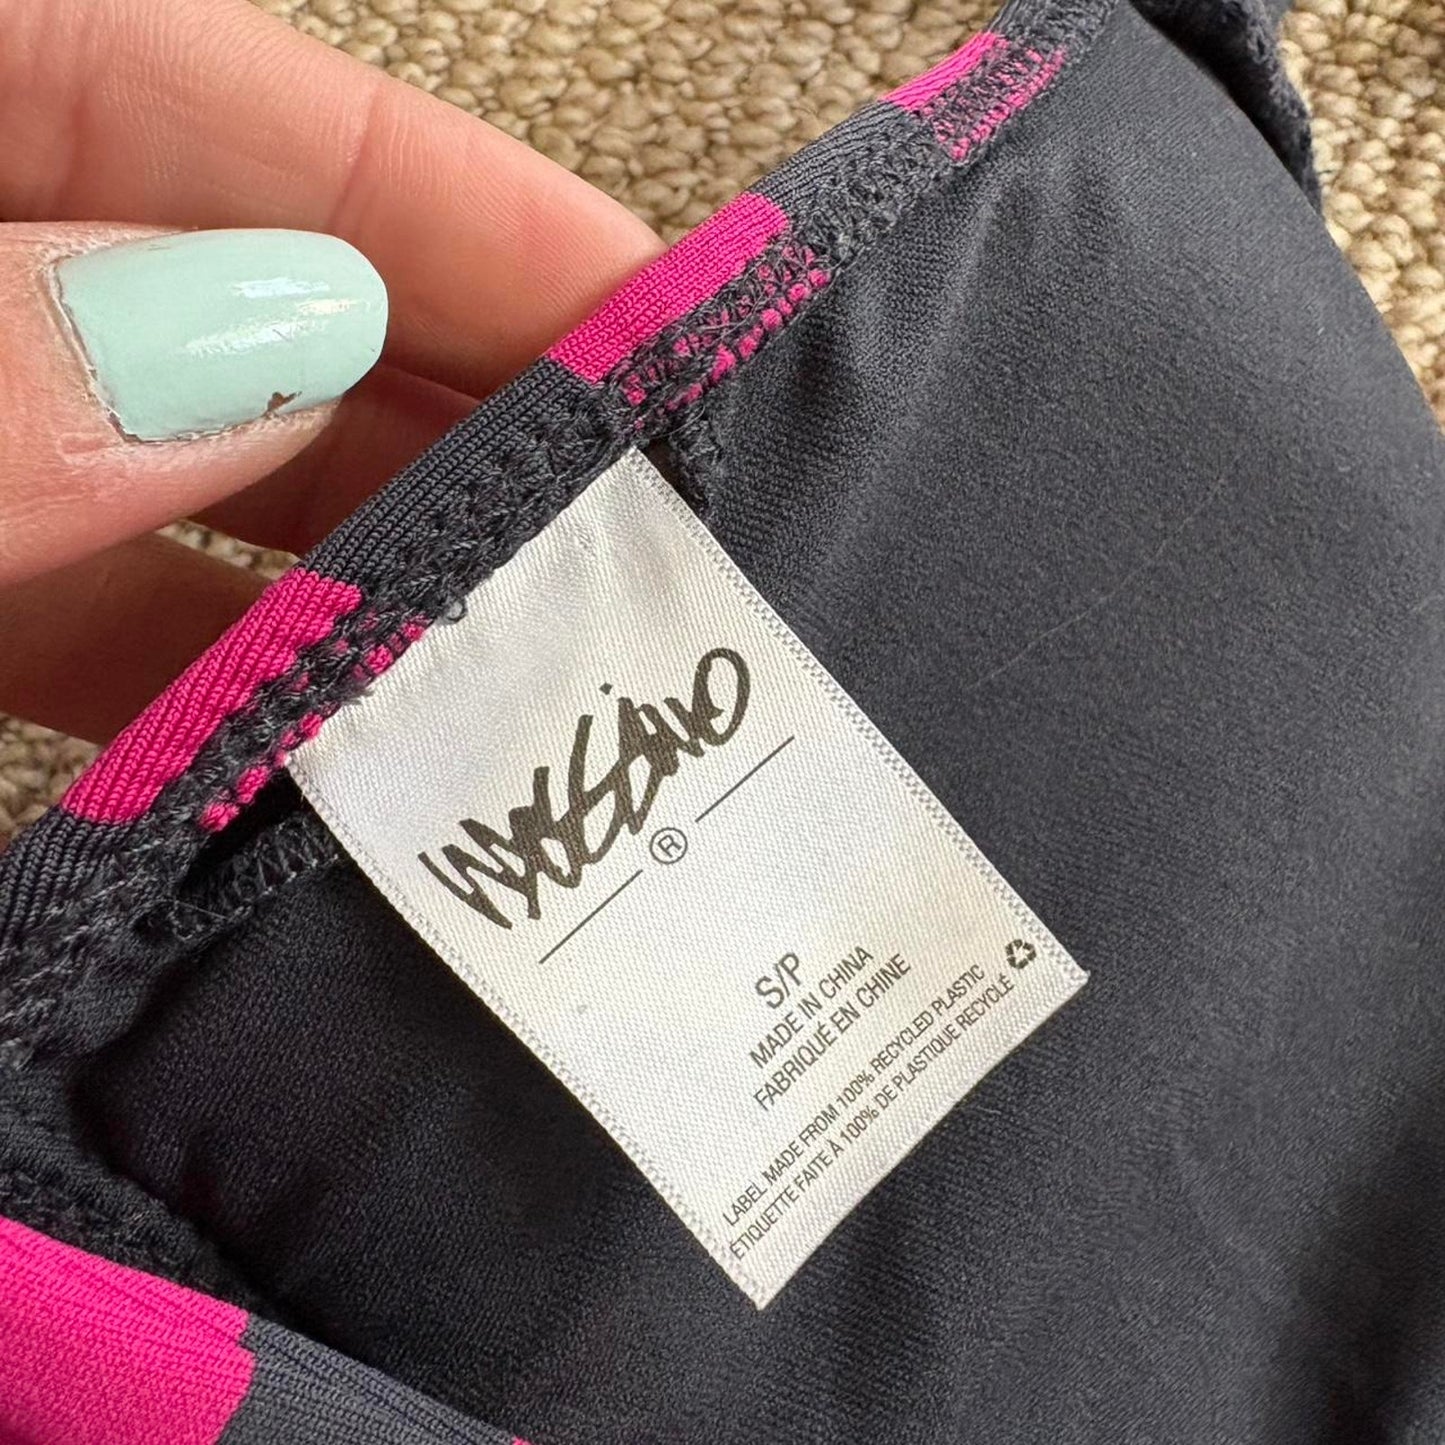 Mossimo
®
S/P
MADE IN CHINA
FABRIQUÉ EN CHINE
LABEL MADE FROM 100% RECYCLED PLASTIC
ÉTIQUETTE FAITE À 100% DE PLASTIQUE RECYCLÉ